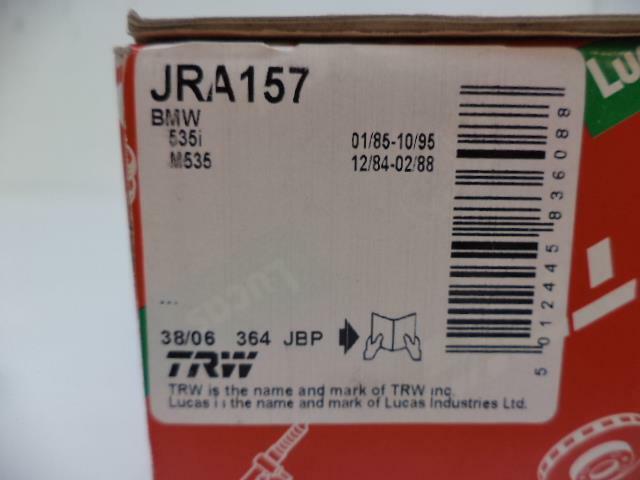 JRA157
BMW
535i 01/85-10/95
M535 12/84-02/88
Lucas
...
38/06 364 JBP
TRW
TRW is the name and mark of TRW inc.
Lucas is the name and mark of Lucas Industries Ltd.
5 012445 836088